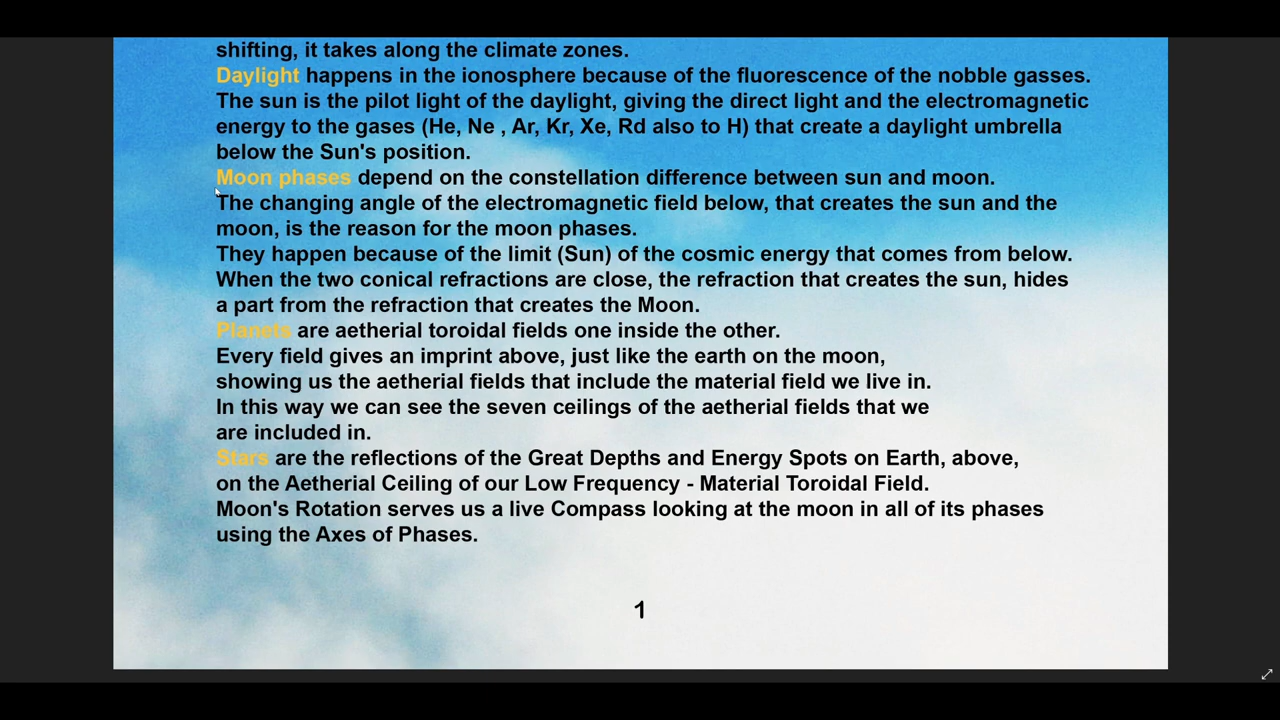 shifting, it takes along the climate zones.
Daylight happens in the ionosphere because of the fluorescence of the nobble gasses.
The sun is the pilot light of the daylight, giving the direct light and the electromagnetic
energy to the gases (He, Ne , Ar, Kr, Xe, Rd also to H) that create a daylight umbrella
below the Sun's position.
Moon phases depend on the constellation difference between sun and moon.
The changing angle of the electromagnetic field below, that creates the sun and the
moon, is the reason for the moon phases.
They happen because of the limit (Sun) of the cosmic energy that comes from below.
When the two conical refractions are close, the refraction that creates the sun, hides
a part from the refraction that creates the Moon.
Planets are aetherial toroidal fields one inside the other.
Every field gives an imprint above, just like the earth on the moon,
showing us the aetherial fields that include the material field we live in.
In this way we can see the seven ceilings of the aetherial fields that we
are included in.
Stars are the reflections of the Great Depths and Energy Spots on Earth, above,
on the Aetherial Ceiling of our Low Frequency - Material Toroidal Field.
Moon's Rotation serves us a live Compass looking at the moon in all of its phases
using the Axes of Phases.
1